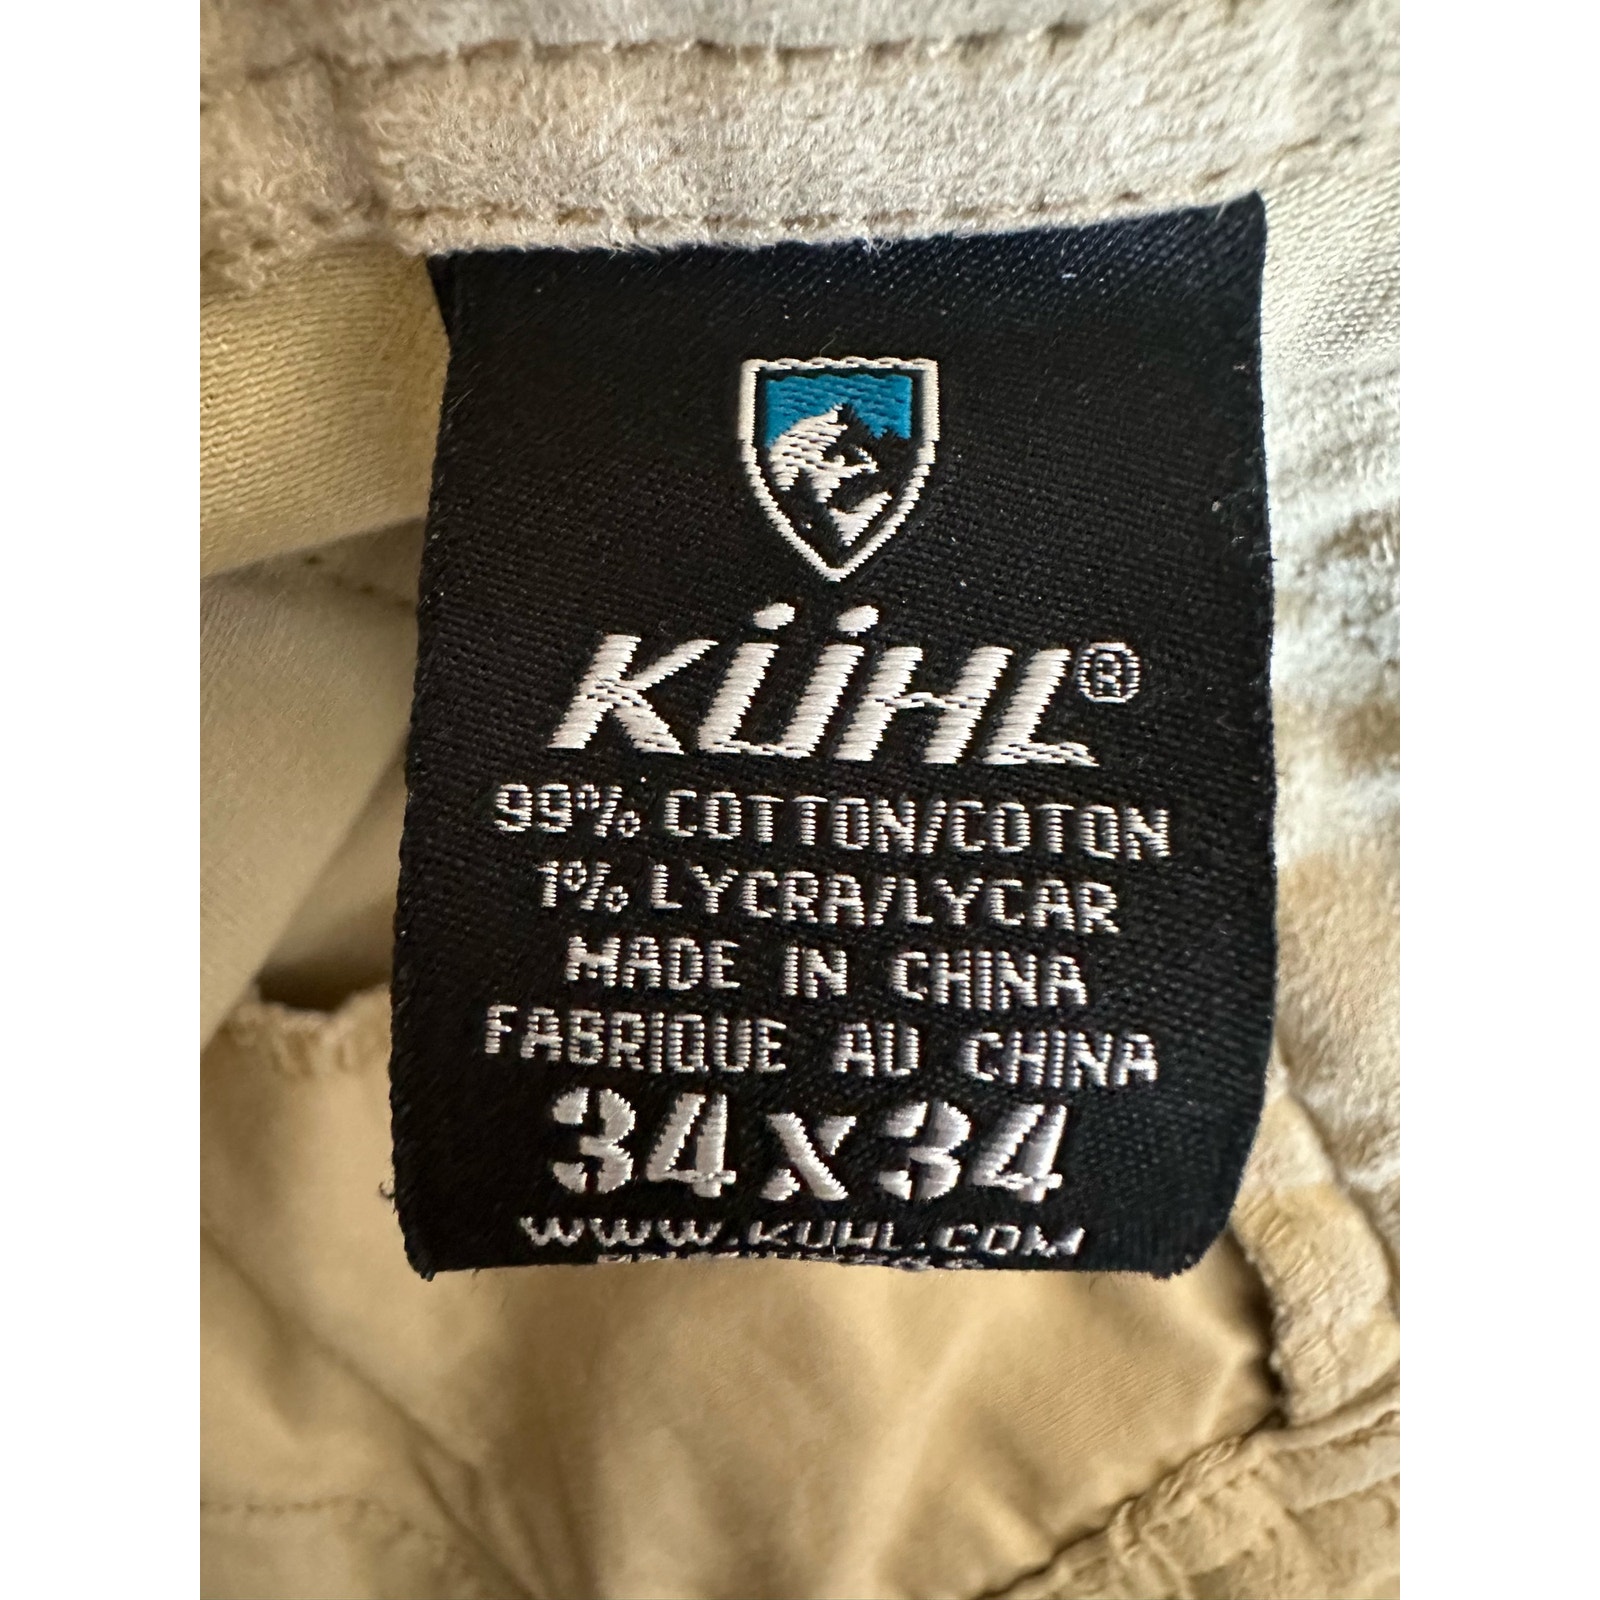 KÜHL®
99% COTTON/COTON
1% LYCRA/LYCAR
MADE IN CHINA
FABRIQUE AU CHINA
34X34
WWW.KUHL.COM